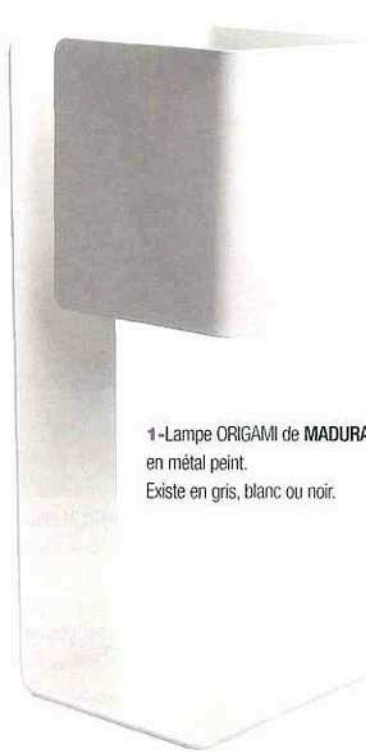 1-Lampe ORIGAMI de MADURA
en métal peint.
Existe en gris, blanc ou noir.